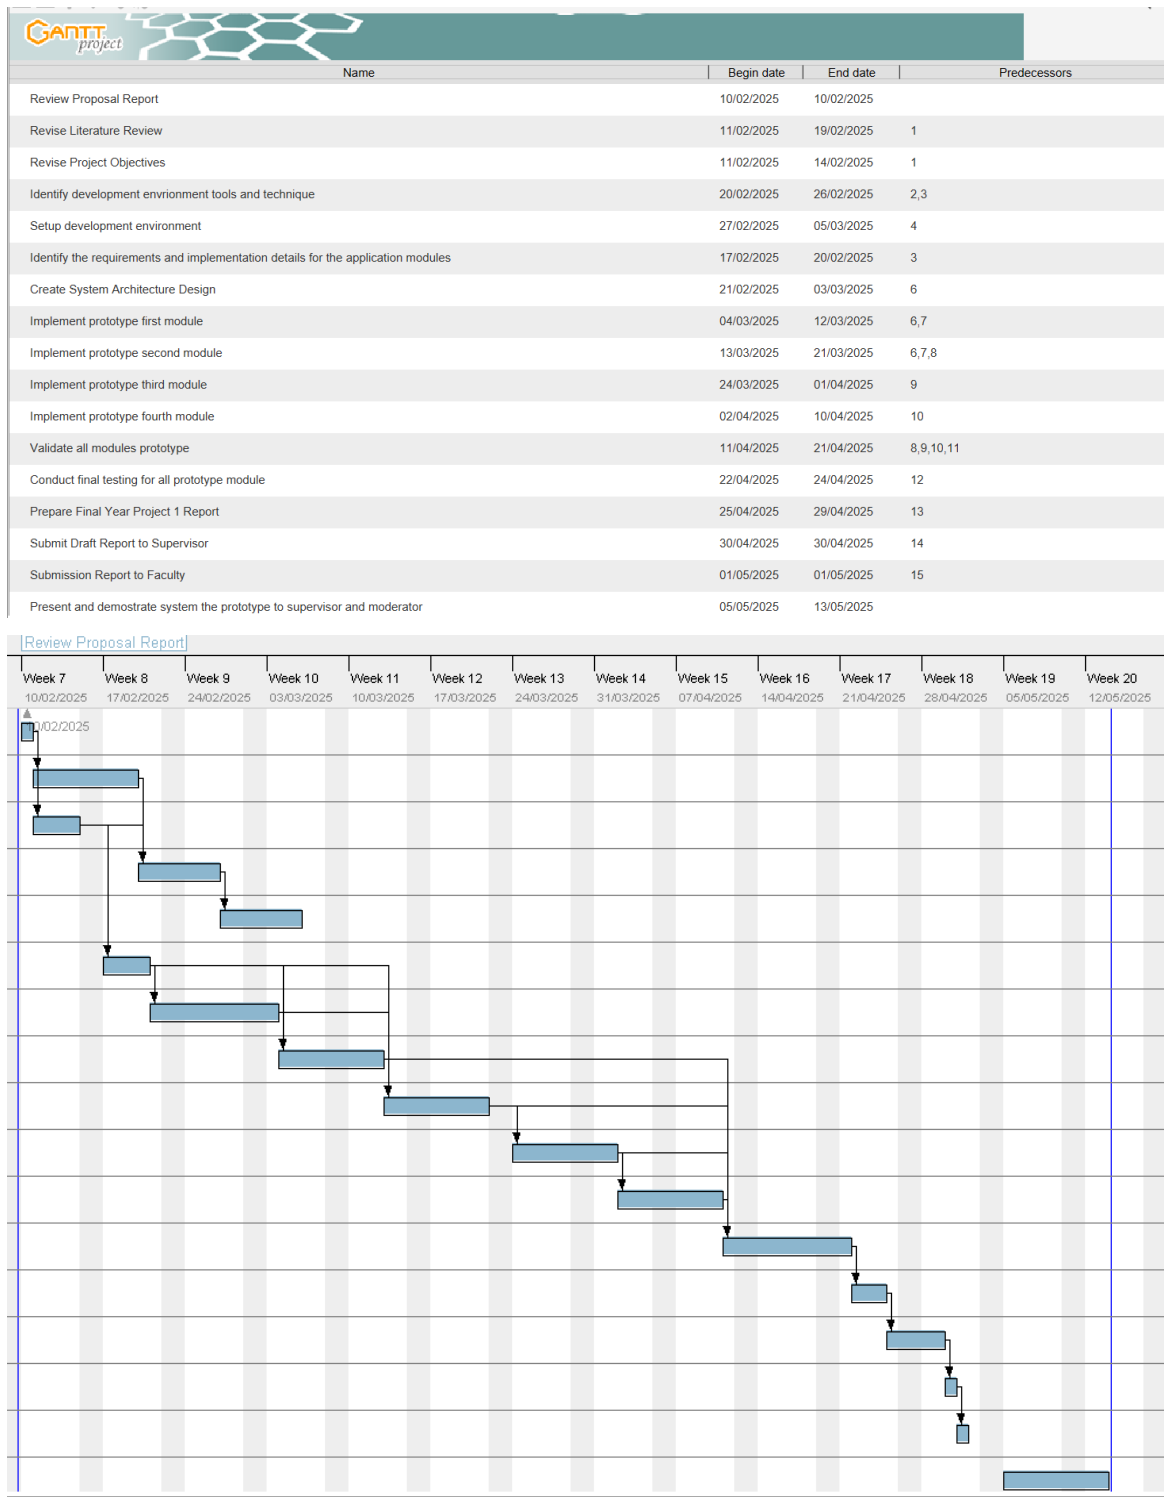 GANTT
project
Name Begin date End date Predecessors
Review Proposal Report 10/02/2025 10/02/2025
Revise Literature Review 11/02/2025 19/02/2025 1
Revise Project Objectives 11/02/2025 14/02/2025 1
Identify development envrionment tools and technique 20/02/2025 26/02/2025 2,3
Setup development environment 27/02/2025 05/03/2025 4
Identify the requirements and implementation details for the application modules 17/02/2025 20/02/2025 3
Create System Architecture Design 21/02/2025 03/03/2025 6
Implement prototype first module 04/03/2025 12/03/2025 6,7
Implement prototype second module 13/03/2025 21/03/2025 6,7,8
Implement prototype third module 24/03/2025 01/04/2025 9
Implement prototype fourth module 02/04/2025 10/04/2025 10
Validate all modules prototype 11/04/2025 21/04/2025 8,9,10,11
Conduct final testing for all prototype module 22/04/2025 24/04/2025 12
Prepare Final Year Project 1 Report 25/04/2025 29/04/2025 13
Submit Draft Report to Supervisor 30/04/2025 30/04/2025 14
Submission Report to Faculty 01/05/2025 01/05/2025 15
Present and demostrate system the prototype to supervisor and moderator 05/05/2025 13/05/2025
Review Proposal Report
Week 7 Week 8 Week 9 Week 10 Week 11 Week 12 Week 13 Week 14 Week 15 Week 16 Week 17 Week 18 Week 19 Week 20
10/02/2025 17/02/2025 24/02/2025 03/03/2025 10/03/2025 17/03/2025 24/03/2025 31/03/2025 07/04/2025 14/04/2025 21/04/2025 28/04/2025 05/05/2025 12/05/2025
10/02/2025